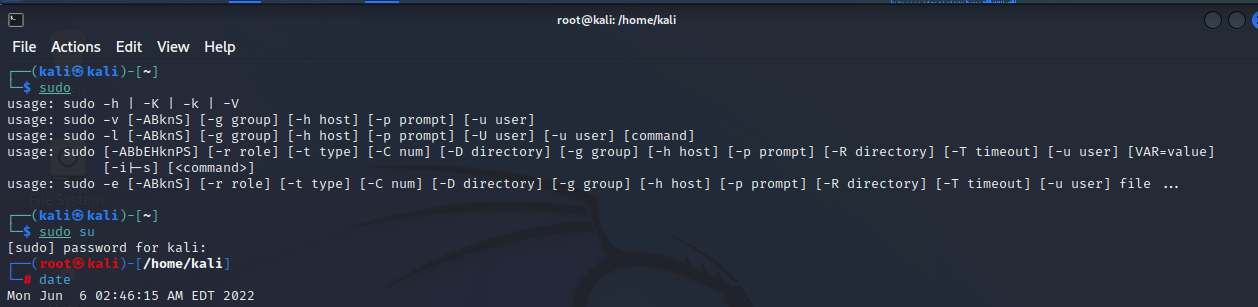 root@kali: /home/kali
File Actions Edit View Help
┌──(kali㉿kali)-[~]
└─$ sudo
usage: sudo -h | -K | -k | -V
usage: sudo -v [-ABknS] [-g group] [-h host] [-p prompt] [-u user]
usage: sudo -l [-ABknS] [-g group] [-h host] [-p prompt] [-U user] [-u user] [command]
usage: sudo [-ABbEHknPS] [-r role] [-t type] [-C num] [-D directory] [-g group] [-h host] [-p prompt] [-R directory] [-T timeout] [-u user] [VAR=value]
[-i|-s] [<command>]
usage: sudo -e [-ABknS] [-r role] [-t type] [-C num] [-D directory] [-g group] [-h host] [-p prompt] [-R directory] [-T timeout] [-u user] file ...
File System
┌──(kali㉿kali)-[~]
└─$ sudo su
[sudo] password for kali:
┌──(root㉿kali)-[/home/kali]
└─# date
Mon Jun  6 02:46:15 AM EDT 2022